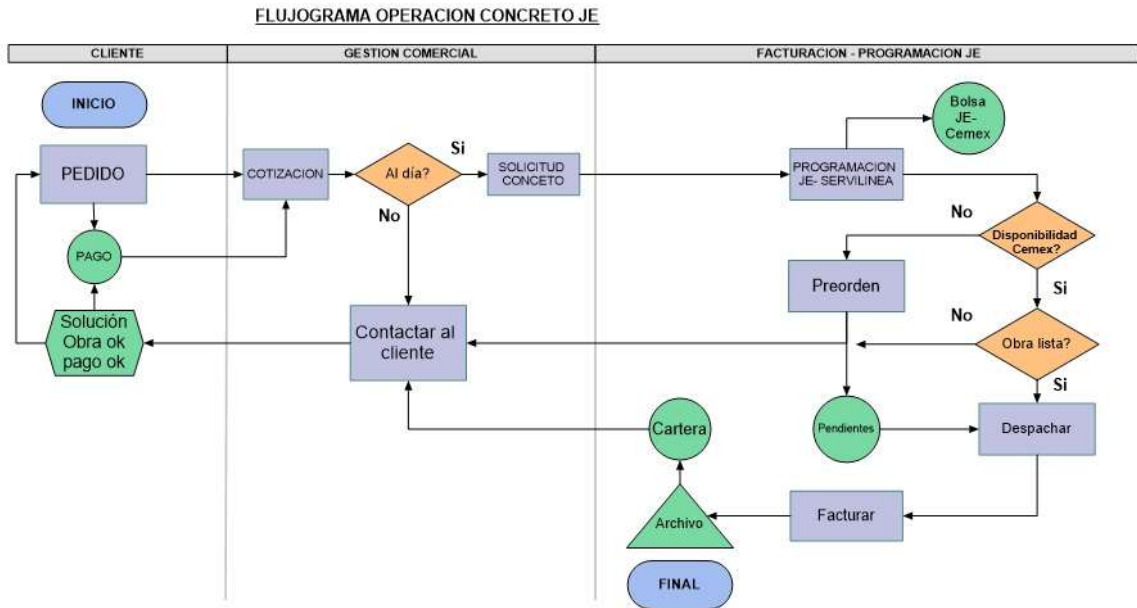 FLUJOGRAMA OPERACION CONCRETO JE
CLIENTE
GESTION COMERCIAL
FACTURACION - PROGRAMACION JE
INICIO
PEDIDO
PAGO
Solución
Obra ok
pago ok
COTIZACION
Al día?
Si
No
SOLICITUD
CONCETO
Contactar al
cliente
PROGRAMACION
JE- SERVILINEA
Bolsa
JE-
Cemex
Disponibilidad
Cemex?
No
Si
Preorden
Obra lista?
No
Si
Pendientes
Despachar
Facturar
Cartera
Archivo
FINAL